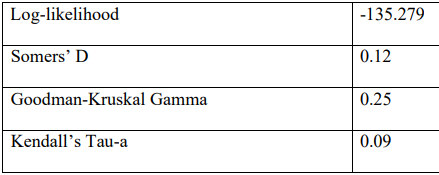 Log-likelihood -135.279
Somers’ D 0.12
Goodman-Kruskal Gamma 0.25
Kendall’s Tau-a 0.09